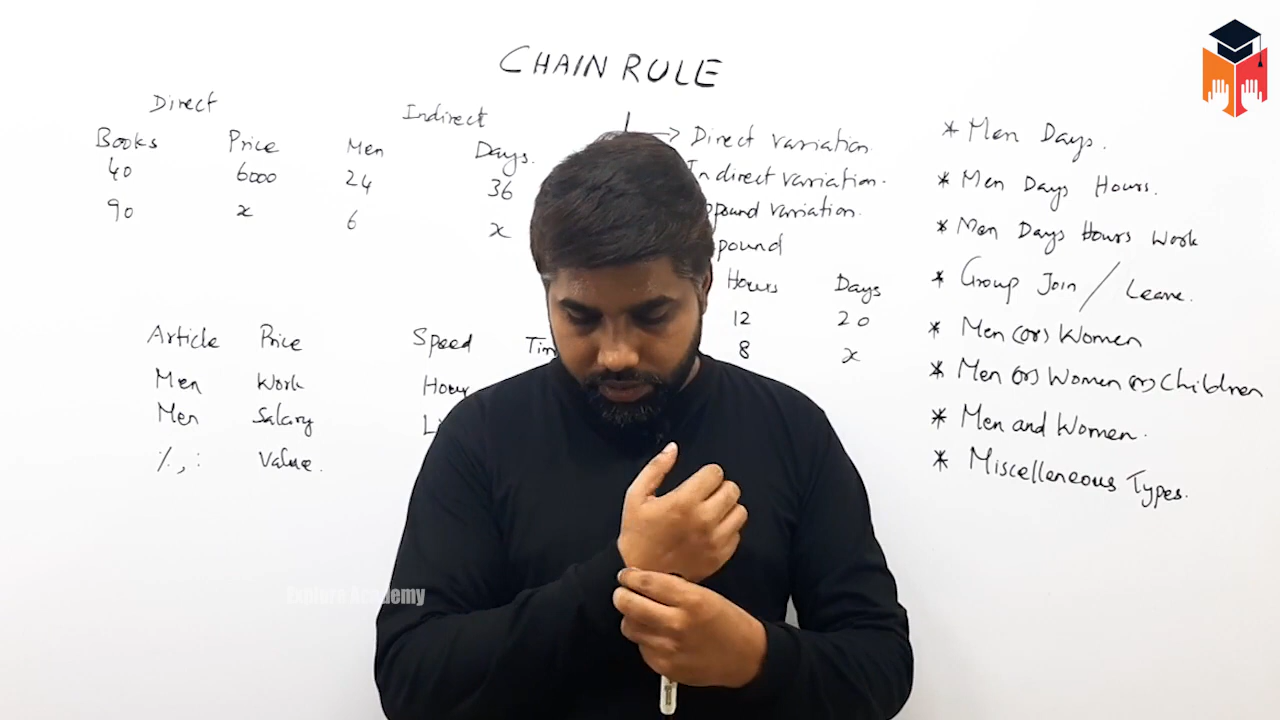 CHAIN RULE
Direct
Books Price
40 6000
90 x
Indirect
Men Days.
24 36
6 x
Direct variation.
Indirect variation.
pound variation.
pound
Hours Days
12 20
8 x
Article Price
Men Work
Men Salary
%, : Value.
Speed Tim
Hour
Li
* Men Days.
* Men Days Hours.
* Men Days Hours Work
* Group Join / Leave.
* Men (or) Women
* Men (or) Women (or) Children
* Men and Women.
* Miscelleneous Types.
Explore Academy